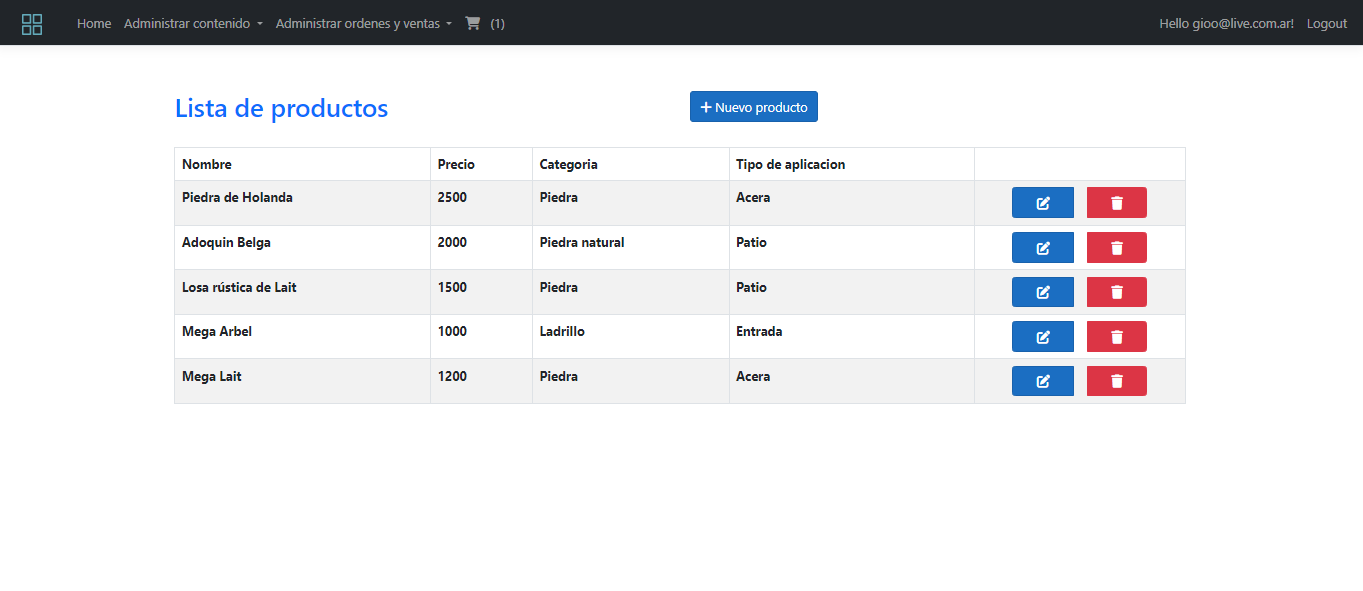 Home Administrar contenido Administrar ordenes y ventas (1) Hello gioo@live.com.ar! Logout
Lista de productos Nuevo producto
Nombre Precio Categoria Tipo de aplicacion
Piedra de Holanda 2500 Piedra Acera
Adoquin Belga 2000 Piedra natural Patio
Losa rústica de Lait 1500 Piedra Patio
Mega Arbel 1000 Ladrillo Entrada
Mega Lait 1200 Piedra Acera